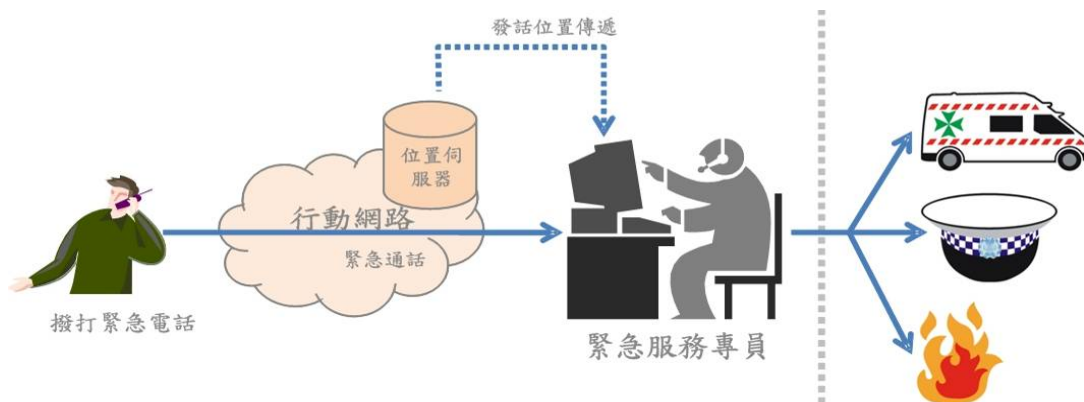 發話位置傳遞
位置伺
服器
行動網路
緊急通話
撥打緊急電話
緊急服務專員